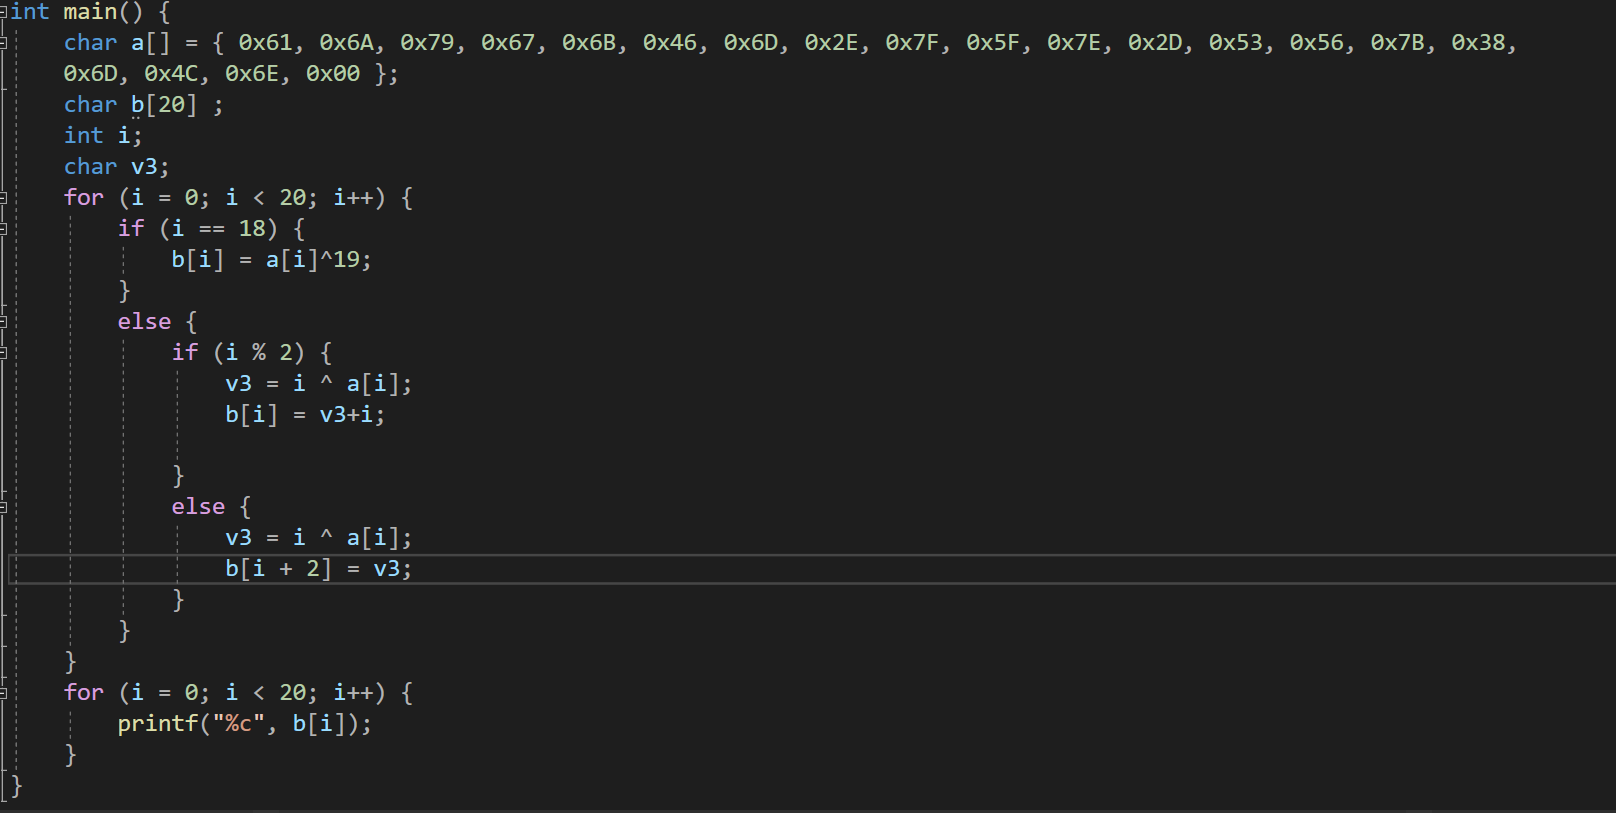 int main() {
char a[] = { 0x61, 0x6A, 0x79, 0x67, 0x6B, 0x46, 0x6D, 0x2E, 0x7F, 0x5F, 0x7E, 0x2D, 0x53, 0x56, 0x7B, 0x38,
0x6D, 0x4C, 0x6E, 0x00 };
char b[20] ;
int i;
char v3;
for (i = 0; i < 20; i++) {
if (i == 18) {
b[i] = a[i]^19;
}
else {
if (i % 2) {
v3 = i ^ a[i];
b[i] = v3+i;
}
else {
v3 = i ^ a[i];
b[i + 2] = v3;
}
}
}
for (i = 0; i < 20; i++) {
printf("%c", b[i]);
}
}